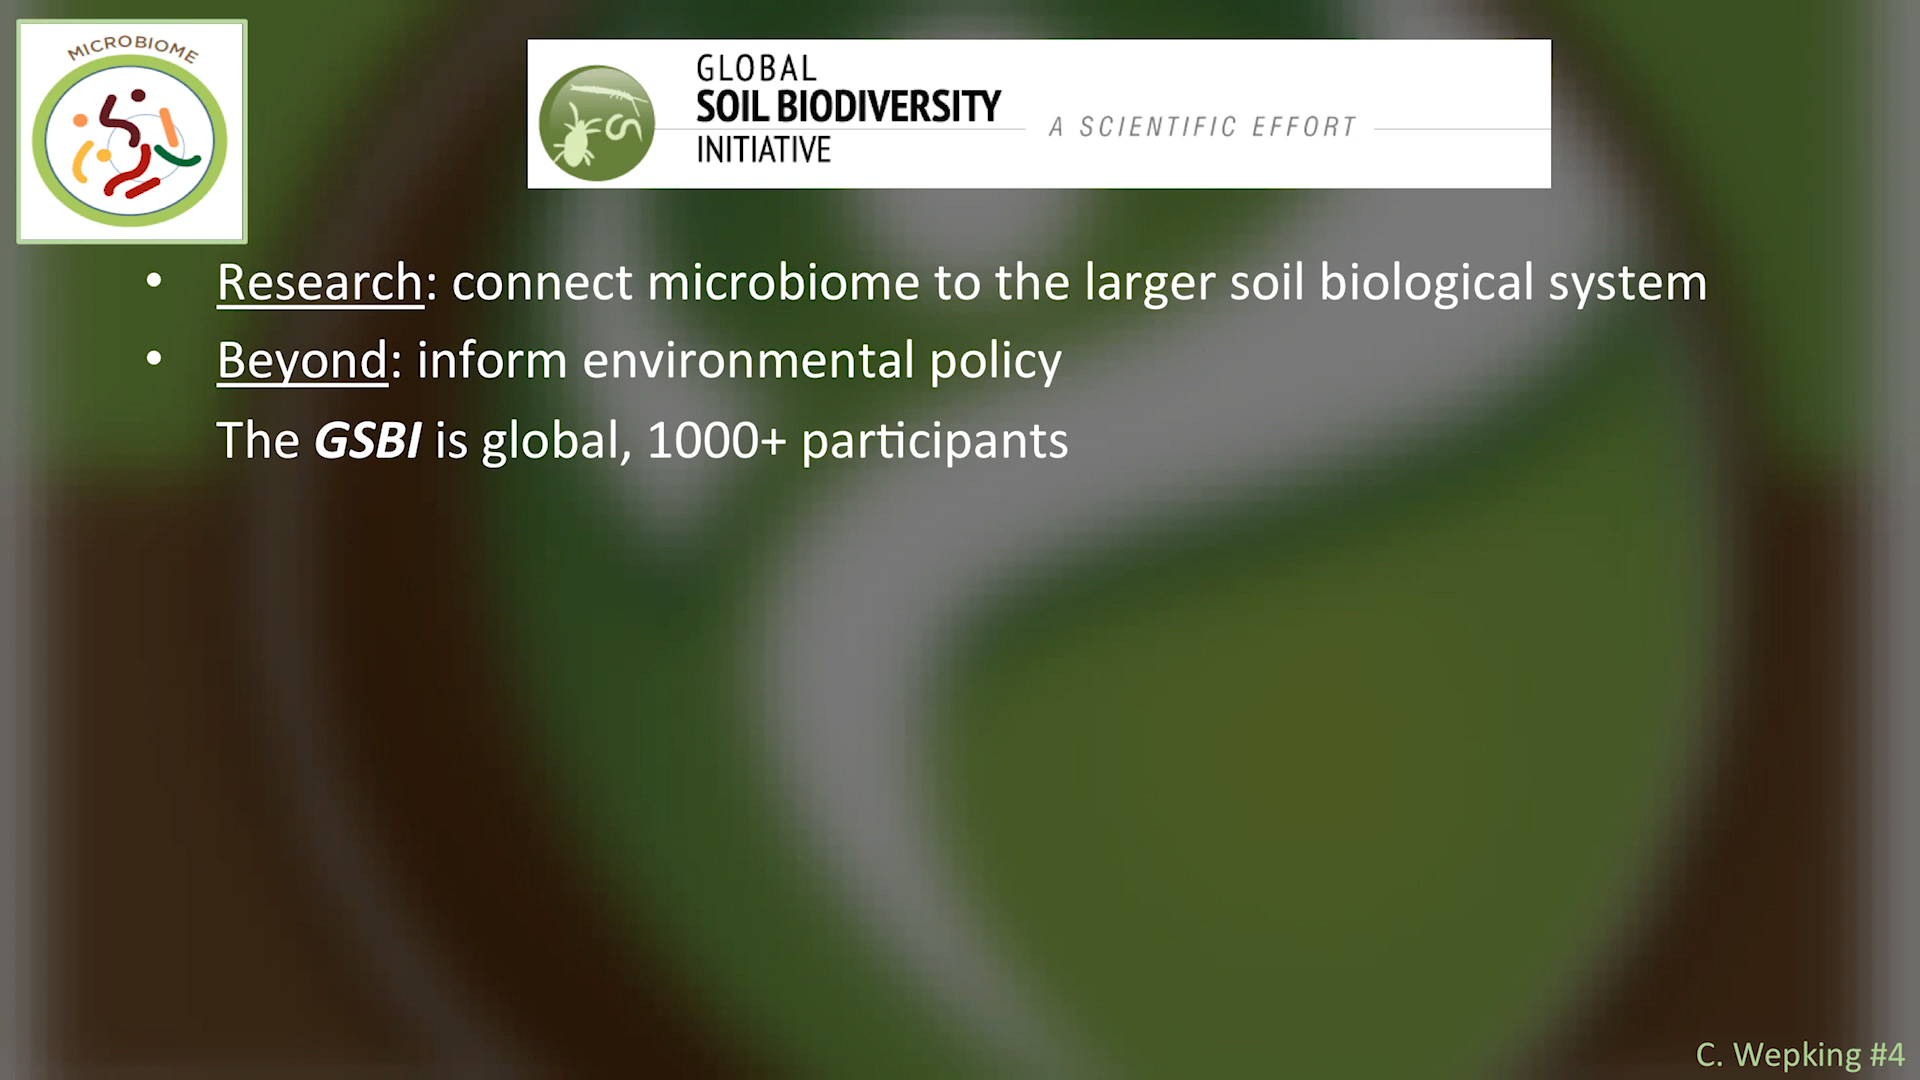 MICROBIOME
GLOBAL
SOIL BIODIVERSITY
INITIATIVE
A SCIENTIFIC EFFORT
• Research: connect microbiome to the larger soil biological system
• Beyond: inform environmental policy
The GSBI is global, 1000+ participants
C. Wepking #4